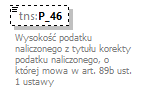 tns:P_46
Wysokość podatku
naliczonego z tytułu korekty
podatku naliczonego, o
której mowa w art. 89b ust.
1 ustawy